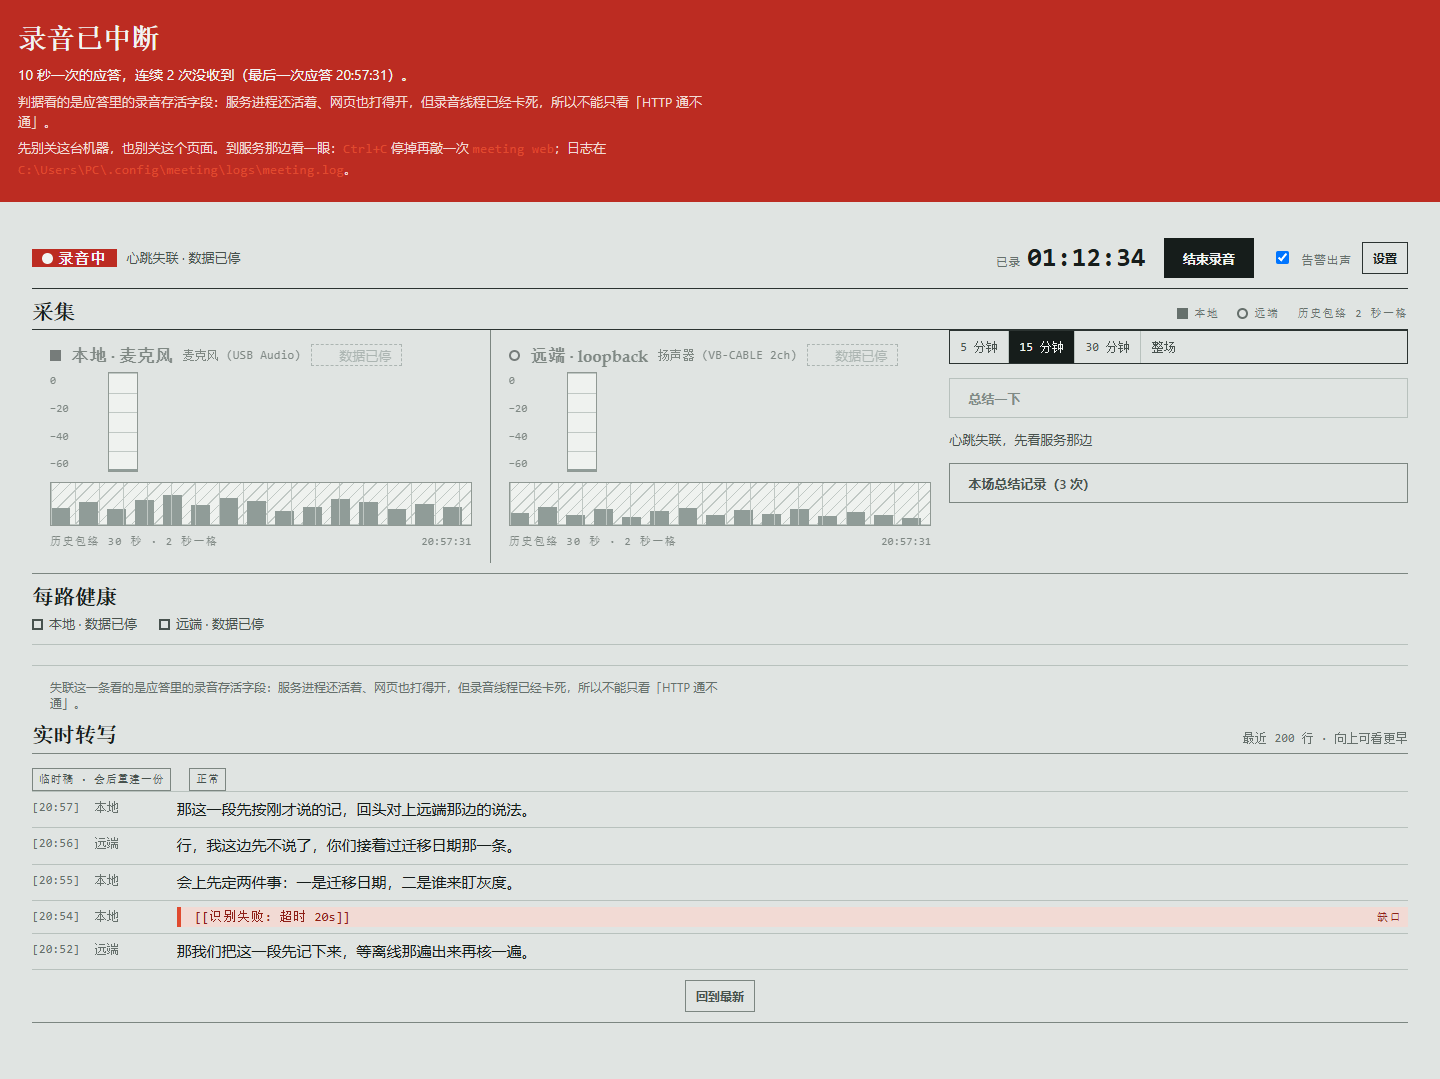 录音已中断
10 秒一次的应答，连续 2 次没收到（最后一次应答 20:57:31）。
判据看的是应答里的录音存活字段：服务进程还活着、网页也打得开，但录音线程已经卡死，所以不能只看「HTTP 通不
通」。
先别关这台机器，也别关这个页面。到服务那边看一眼：Ctrl+C 停掉再敲一次 meeting web；日志在
C:\Users\PC\.config\meeting\logs\meeting.log。
录音中 心跳失联 · 数据已停 已录 01:12:34 结束录音 告警出声 设置
采集 本地 远端 历史包络 2 秒一格
本地 · 麦克风 麦克风 (USB Audio) 数据已停
远端 · loopback 扬声器 (VB-CABLE 2ch) 数据已停
5 分钟 15 分钟 30 分钟 整场
0
-20
-40
-60
0
-20
-40
-60
总结一下
心跳失联，先看服务那边
本场总结记录（3 次）
历史包络 30 秒 · 2 秒一格 20:57:31
历史包络 30 秒 · 2 秒一格 20:57:31
每路健康
本地 · 数据已停 远端 · 数据已停
失联这一条看的是应答里的录音存活字段：服务进程还活着、网页也打得开，但录音线程已经卡死，所以不能只看「HTTP 通不
通」。
实时转写 最近 200 行 · 向上可看更早
临时稿 · 会后重建一份 正常
[20:57] 本地 那这一段先按刚才说的记，回头对上远端那边的说法。
[20:56] 远端 行，我这边先不说了，你们接着过迁移日期那一条。
[20:55] 本地 会上先定两件事：一是迁移日期，二是谁来盯灰度。
[20:54] 本地 [[识别失败: 超时 20s]] 缺口
[20:52] 远端 那我们把这一段先记下来，等离线那遍出来再核一遍。
回到最新